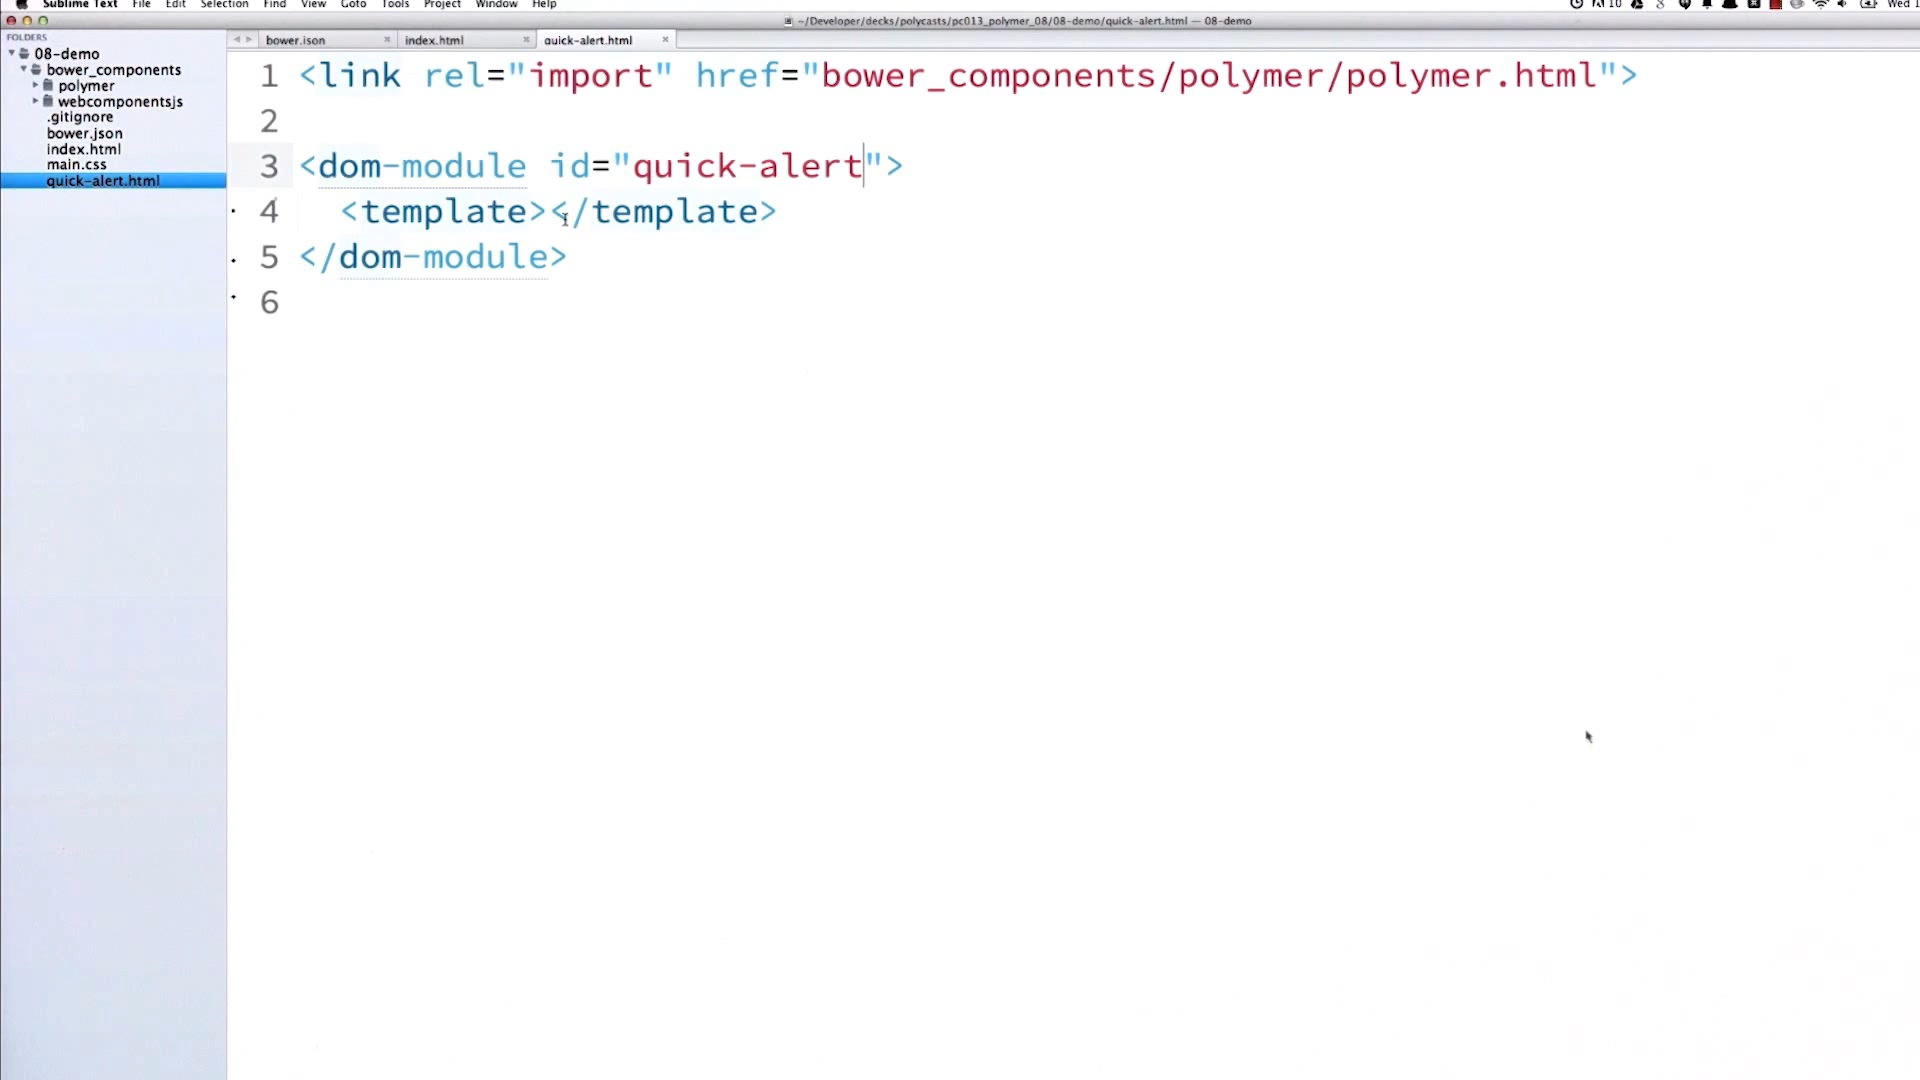 Sublime Text File Edit Selection Find View Goto Tools Project Window Help
~/Developer/decks/polycasts/pc013_polymer_08/08-demo/quick-alert.html — 08-demo
FOLDERS
08-demo
bower_components
polymer
webcomponentsjs
.gitignore
bower.json
index.html
main.css
quick-alert.html
bower.json index.html quick-alert.html
1 <link rel="import" href="bower_components/polymer/polymer.html">
2
3 <dom-module id="quick-alert">
4 <template></template>
5 </dom-module>
6